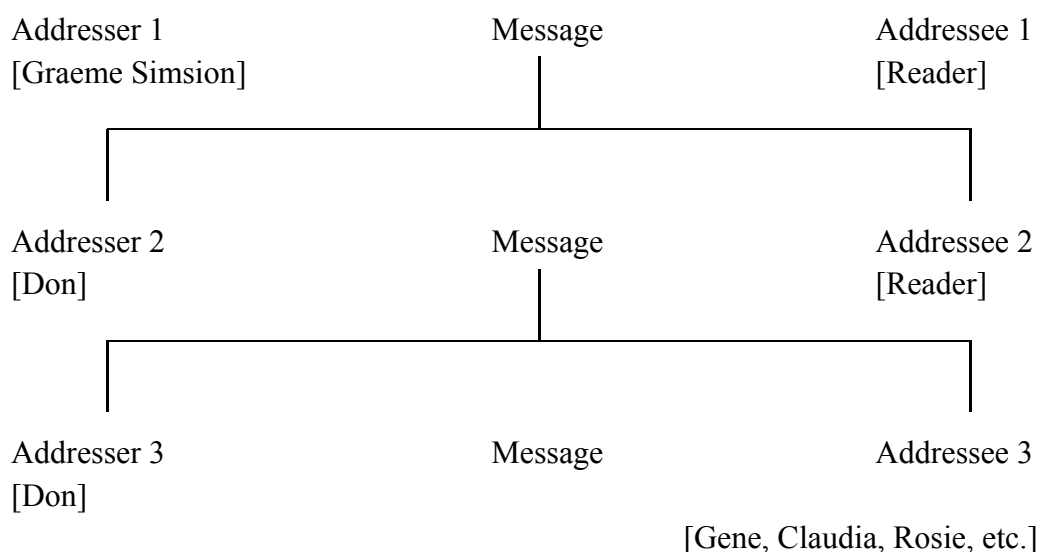 Addresser 1 Message Addressee 1
[Graeme Simsion] [Reader]
Addresser 2 Message Addressee 2
[Don] [Reader]
Addresser 3 Message Addressee 3
[Don]
[Gene, Claudia, Rosie, etc.]